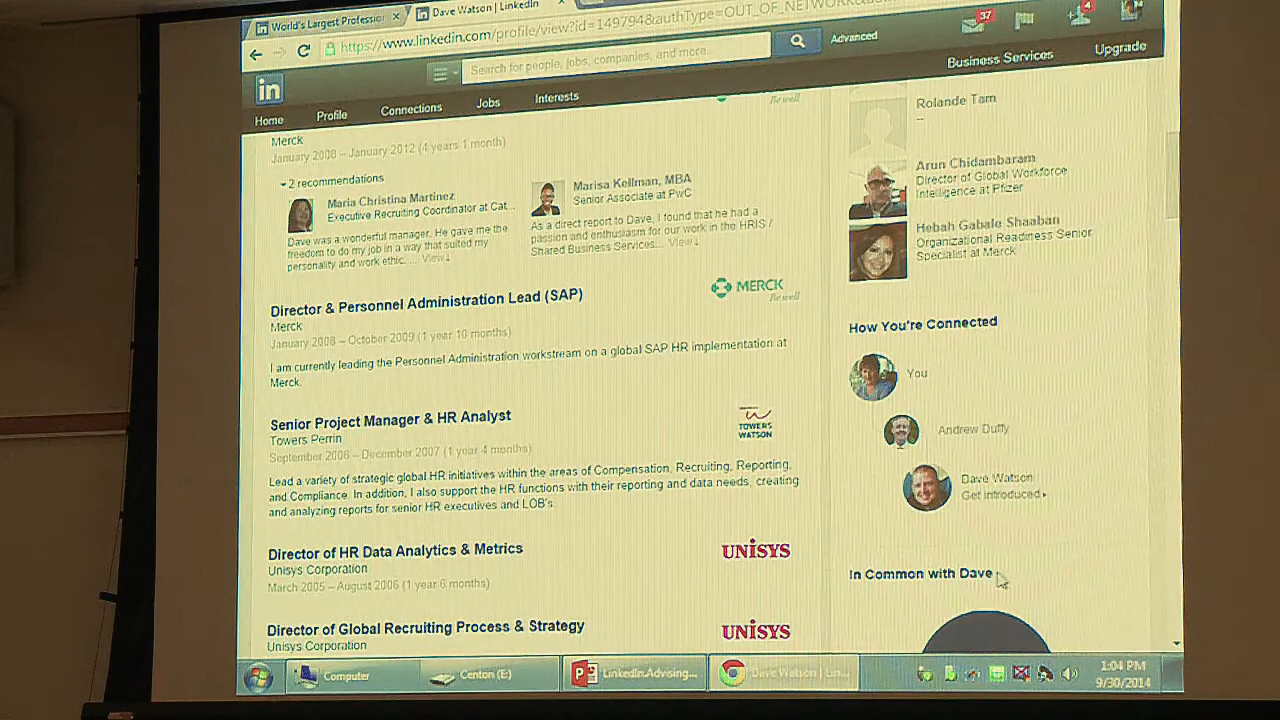 World's Largest Professio
Dave Watson | LinkedIn
https://www.linkedin.com/profile/view?id=149794&authType=OUT_OF_NETWORK&
Search for people, jobs, companies, and more.
Advanced
37
4
in
Home
Profile
Connections
Jobs
Interests
Business Services
Upgrade
Be well
Merck
January 2008 – January 2012 (4 years 1 month)
2 recommendations
Maria Christina Martinez
Executive Recruiting Coordinator at Cat...
Dave was a wonderful manager. He gave me the
freedom to do my job in a way that suited my
personality and work ethic.... View↓
Marisa Kellman, MBA
Senior Associate at PwC
As a direct report to Dave, I found that he had a
passion and enthusiasm for our work in the HRIS /
Shared Business Services... View↓
Director & Personnel Administration Lead (SAP)
Merck
January 2008 – October 2009 (1 year 10 months)
I am currently leading the Personnel Administration workstream on a global SAP HR implementation at
Merck.
MERCK
Be well
Senior Project Manager & HR Analyst
Towers Perrin
September 2006 – December 2007 (1 year 4 months)
Lead a variety of strategic global HR initiatives within the areas of Compensation, Recruiting, Reporting,
and Compliance. In addition, I also support the HR functions with their reporting and data needs, creating
and analyzing reports for senior HR executives and LOB's.
TOWERS
WATSON
Director of HR Data Analytics & Metrics
Unisys Corporation
March 2005 – August 2006 (1 year 6 months)
UNISYS
Director of Global Recruiting Process & Strategy
Unisys Corporation
UNISYS
Rolande Tam
--
Arun Chidambaram
Director of Global Workforce
Intelligence at Pfizer
Hebah Gabale Shaaban
Organizational Readiness Senior
Specialist at Merck
How You're Connected
You
Andrew Duffy
Dave Watson
Get introduced
In Common with Dave
Computer
Centon (E:)
LinkedIn.Advising...
Dave Watson | Lin...
1:04 PM
9/30/2014